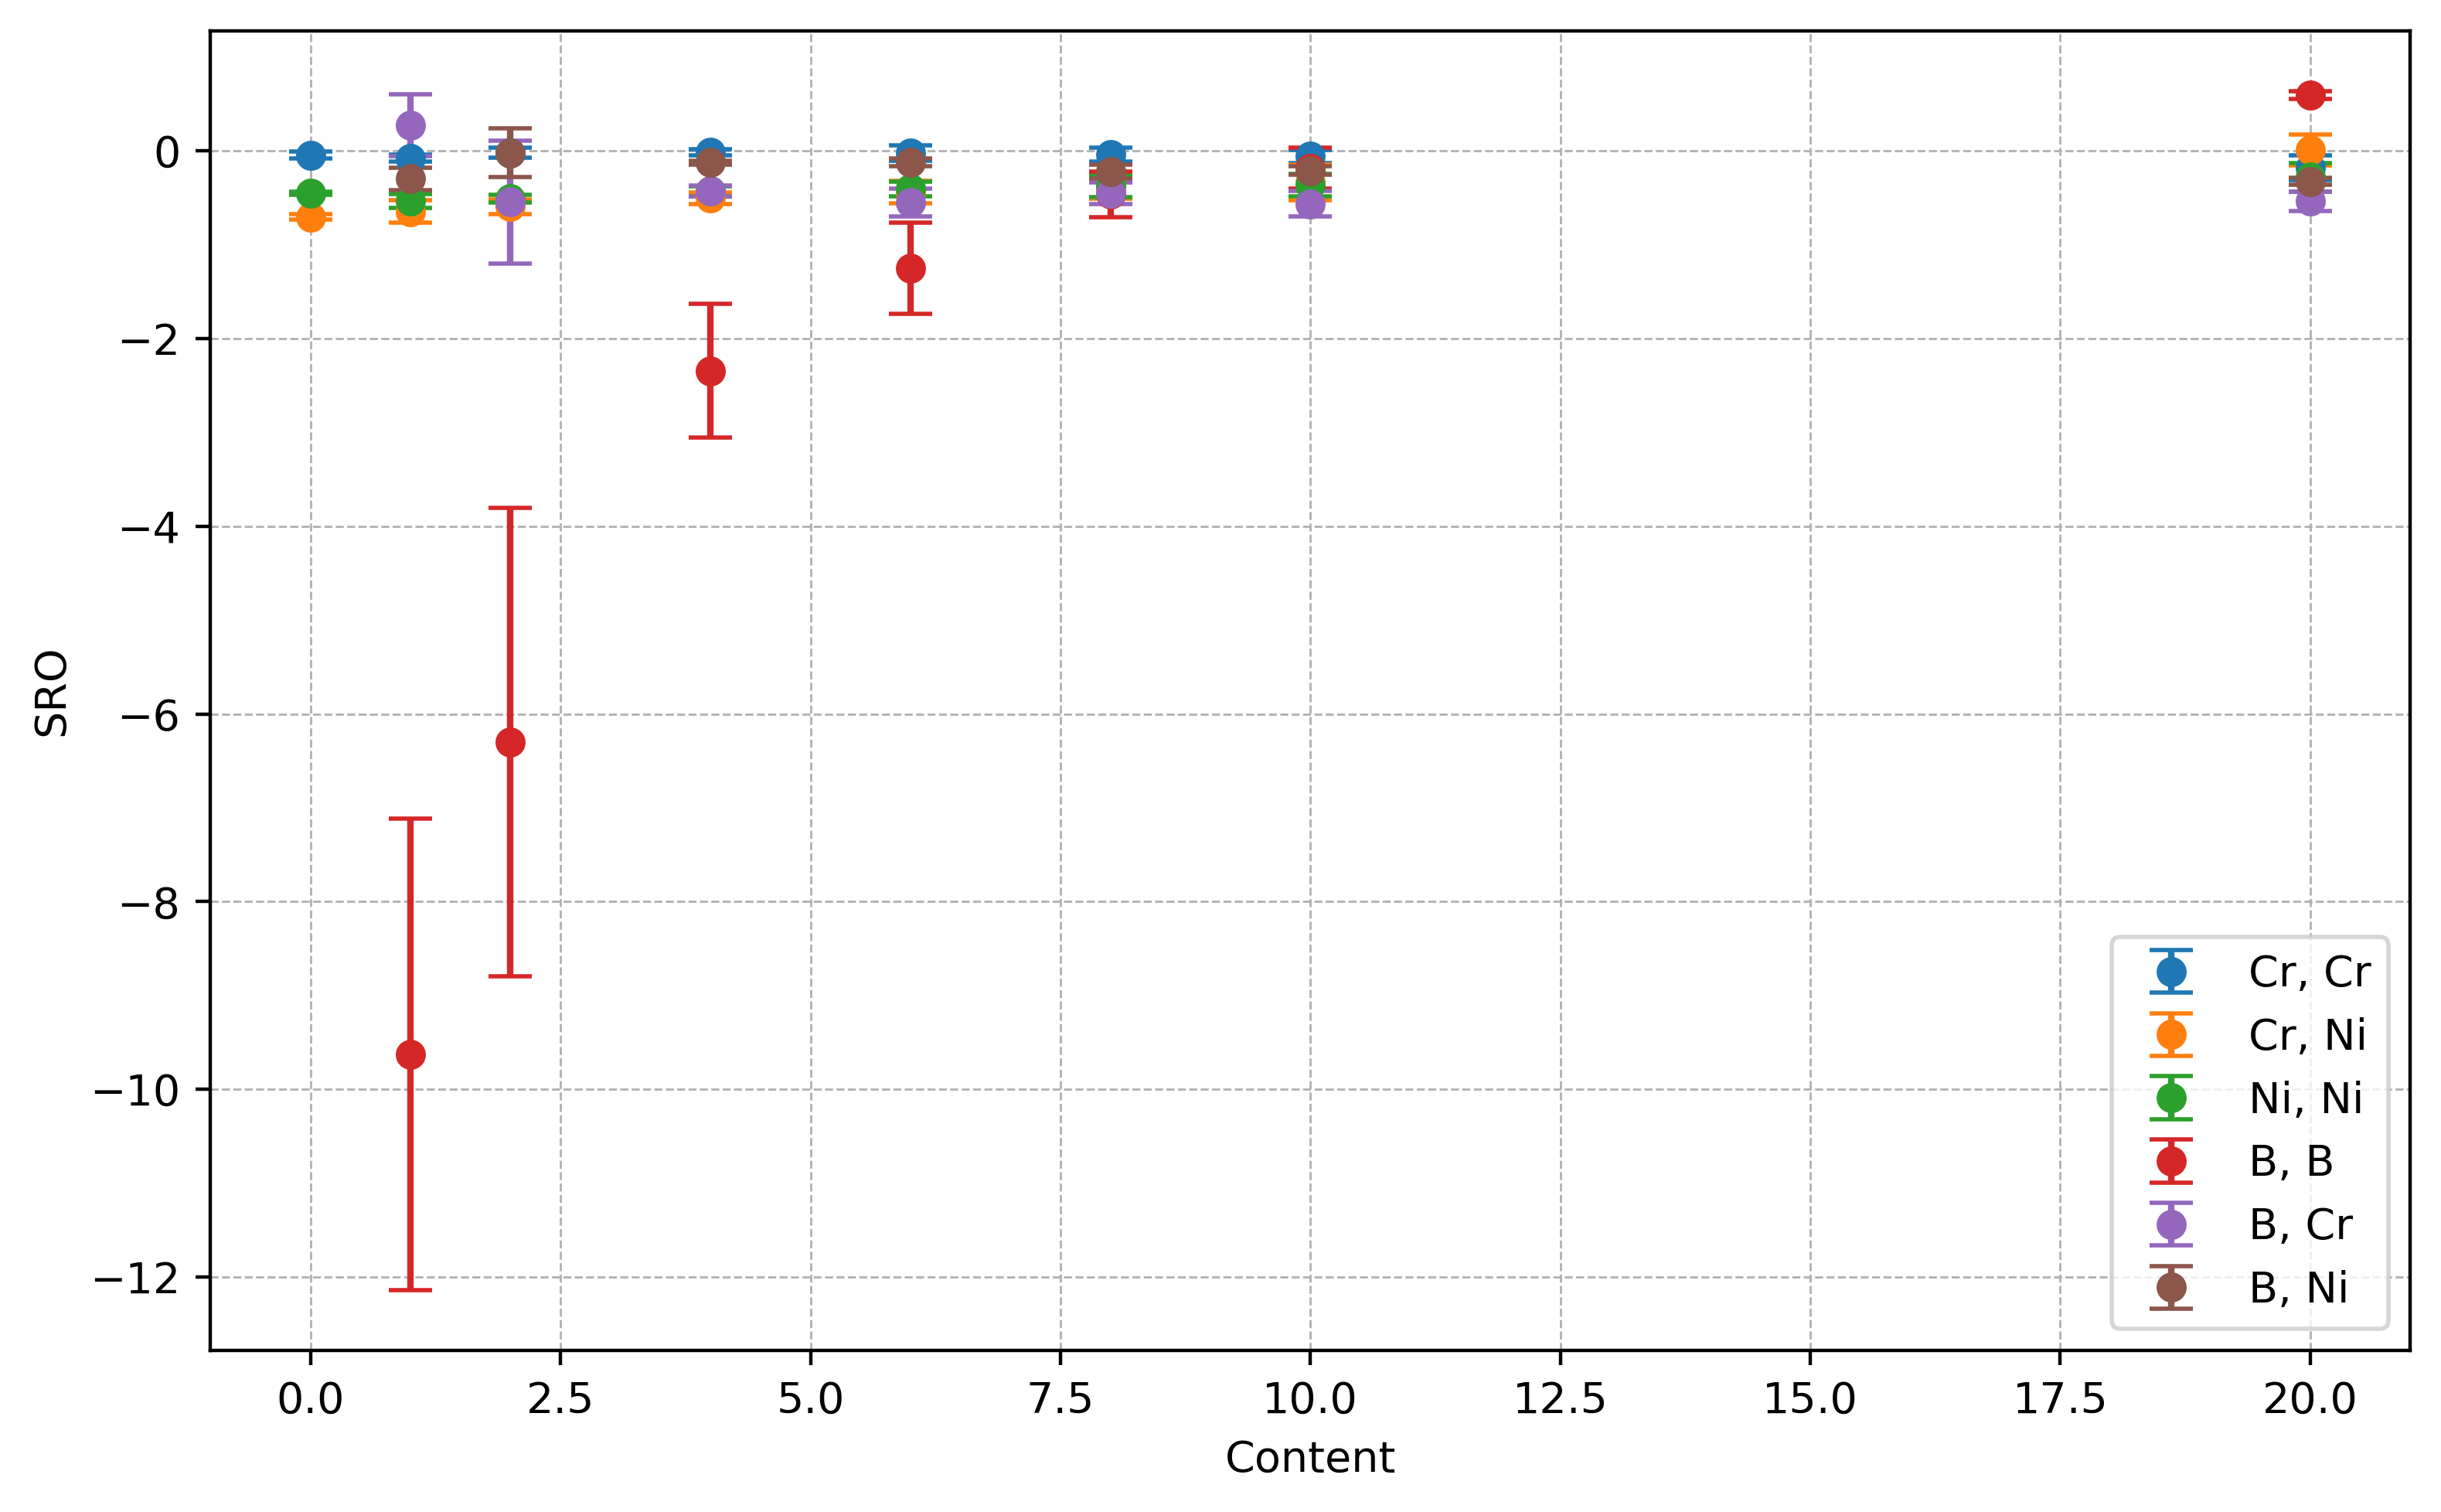 0
−2
−4
−6
−8
−10
−12
SRO
0.0 2.5 5.0 7.5 10.0 12.5 15.0 17.5 20.0
Content
Cr, Cr
Cr, Ni
Ni, Ni
B, B
B, Cr
B, Ni